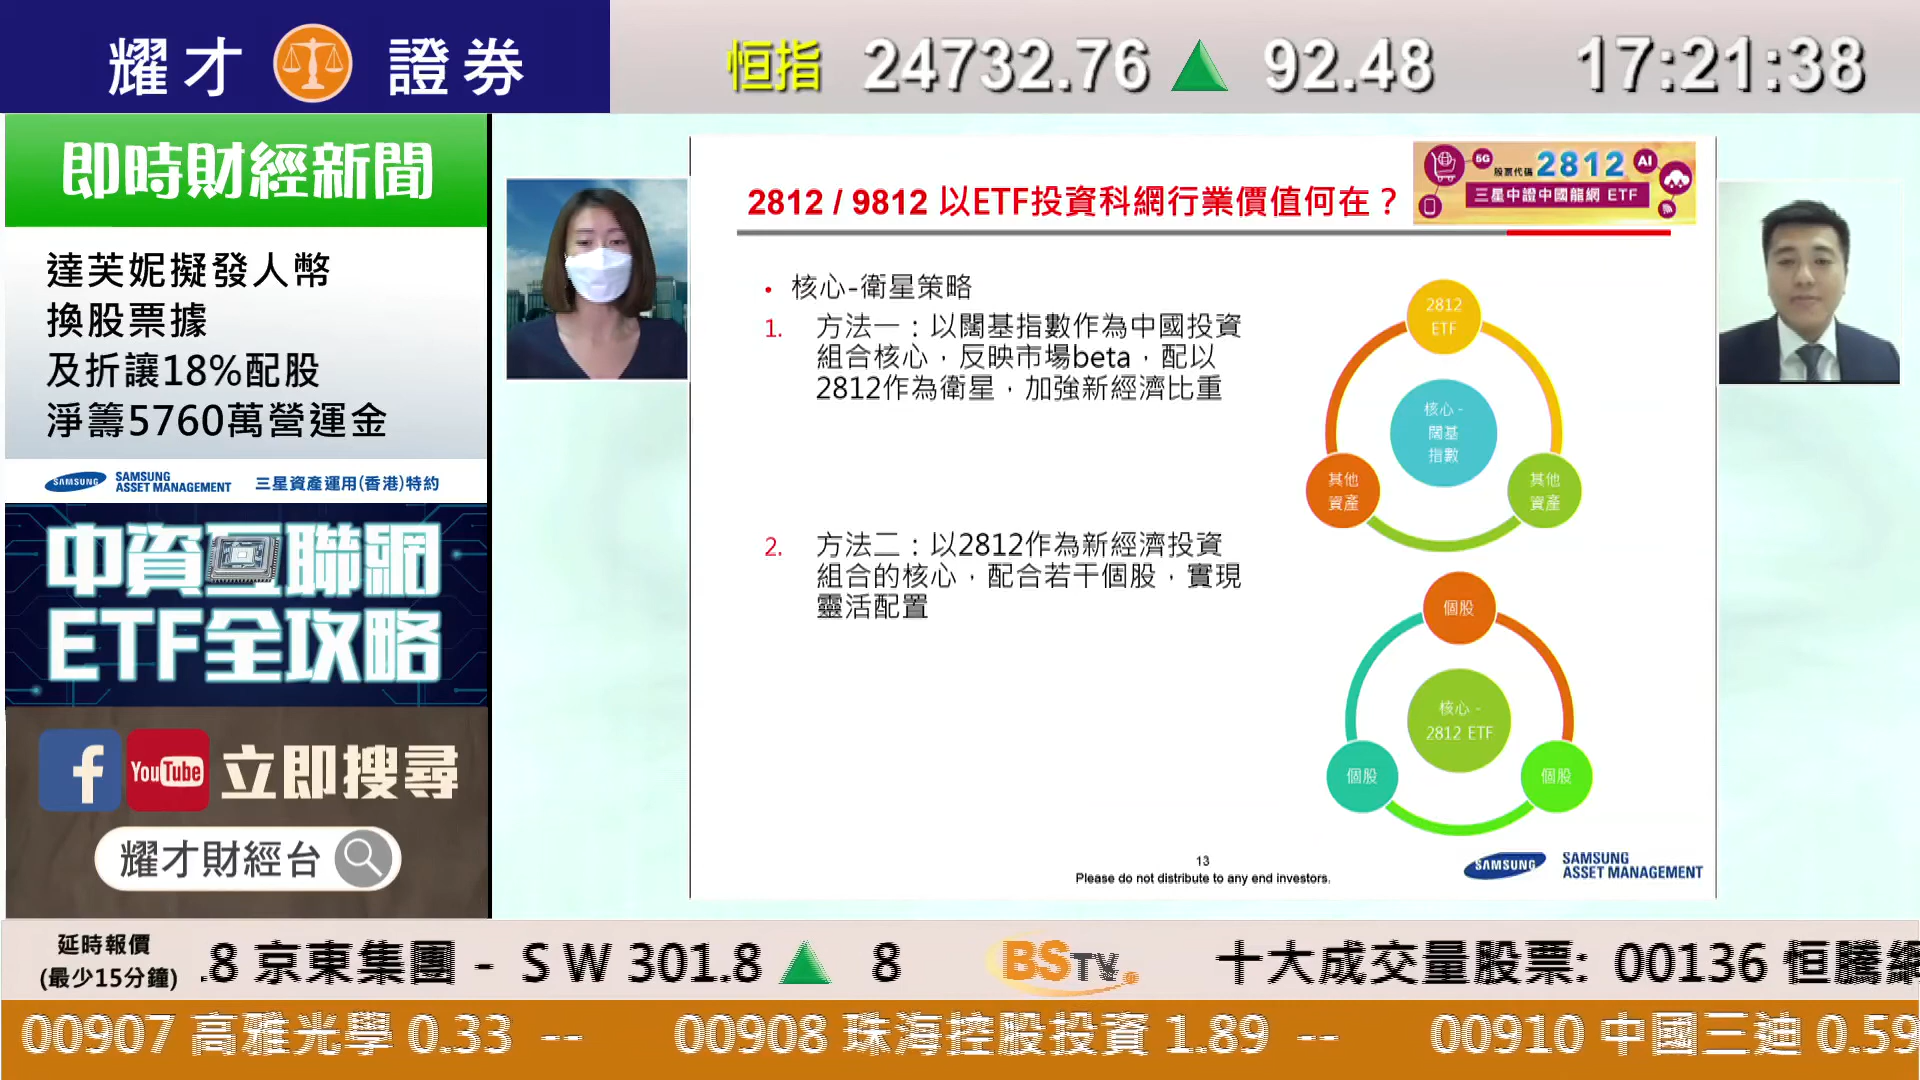 耀才 證券
恒指 24732.76 ▲ 92.48 17:21:38
即時財經新聞
達芙妮擬發人幣
換股票據
及折讓18%配股
淨籌5760萬營運金
SAMSUNG SAMSUNG ASSET MANAGEMENT 三星資產運用(香港)特約
中資互聯網
ETF全攻略
f YouTube 立即搜尋
耀才財經台
2812 / 9812 以ETF投資科網行業價值何在？
5G 股票代碼 2812 AI
三星中證中國龍網 ETF
• 核心-衛星策略
1. 方法一：以闊基指數作為中國投資
組合核心，反映市場beta，配以
2812作為衛星，加強新經濟比重
2812
ETF
核心 -
闊基
指數
其他
資產
其他
資產
2. 方法二：以2812作為新經濟投資
組合的核心，配合若干個股，實現
靈活配置
個股
核心 -
2812 ETF
個股
個股
13
Please do not distribute to any end investors.
SAMSUNG SAMSUNG
ASSET MANAGEMENT
延時報價
(最少15分鐘)
.8 京東集團 - S W 301.8 ▲ 8 BSTV 十大成交量股票: 00136 恒騰網
00907 高雅光學 0.33 -- 00908 珠海控股投資 1.89 -- 00910 中國三迪 0.59